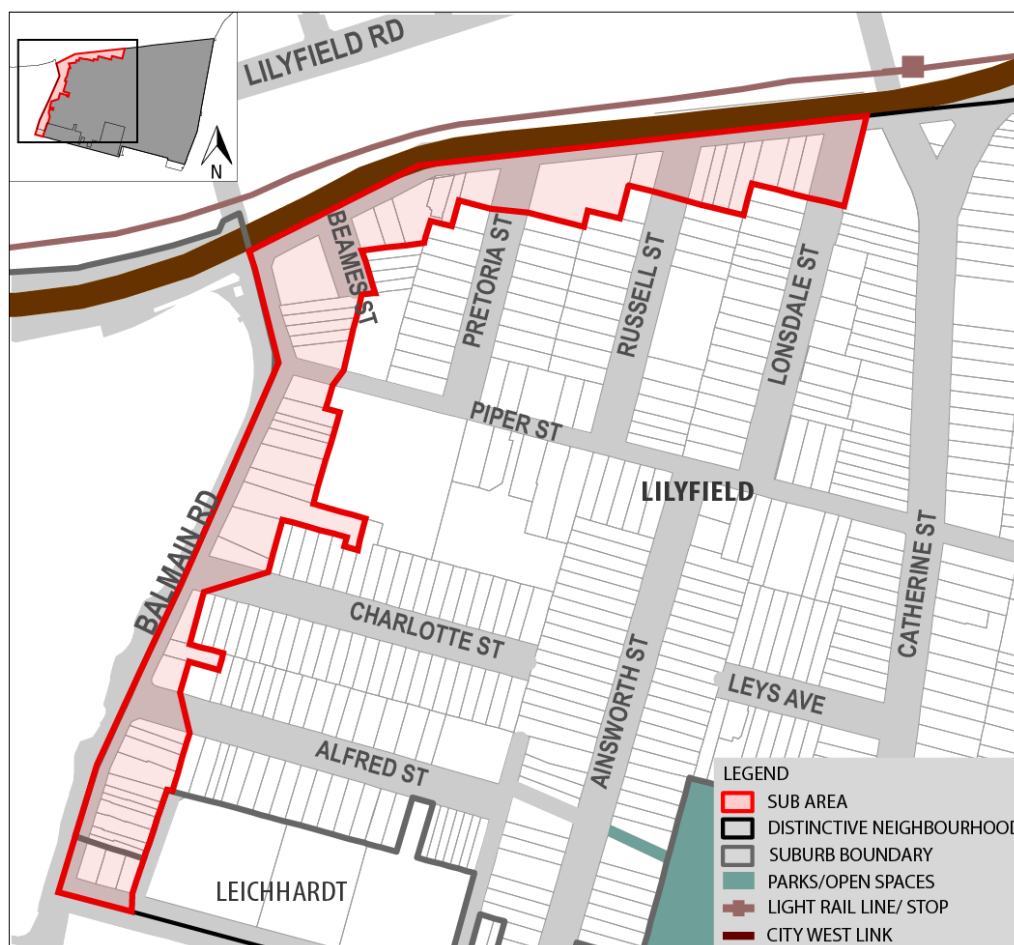 LILYFIELD RD
N
BEAMES ST
PRETORIA ST
RUSSELL ST
LONSDALE ST
PIPER ST
LILYFIELD
BALMAIN RD
CATHERINE ST
CHARLOTTE ST
AINSWORTH ST
LEYS AVE
ALFRED ST
LEICHHARDT
LEGEND
SUB AREA
DISTINCTIVE NEIGHBOURHOOD
SUBURB BOUNDARY
PARKS/OPEN SPACES
LIGHT RAIL LINE/ STOP
CITY WEST LINK